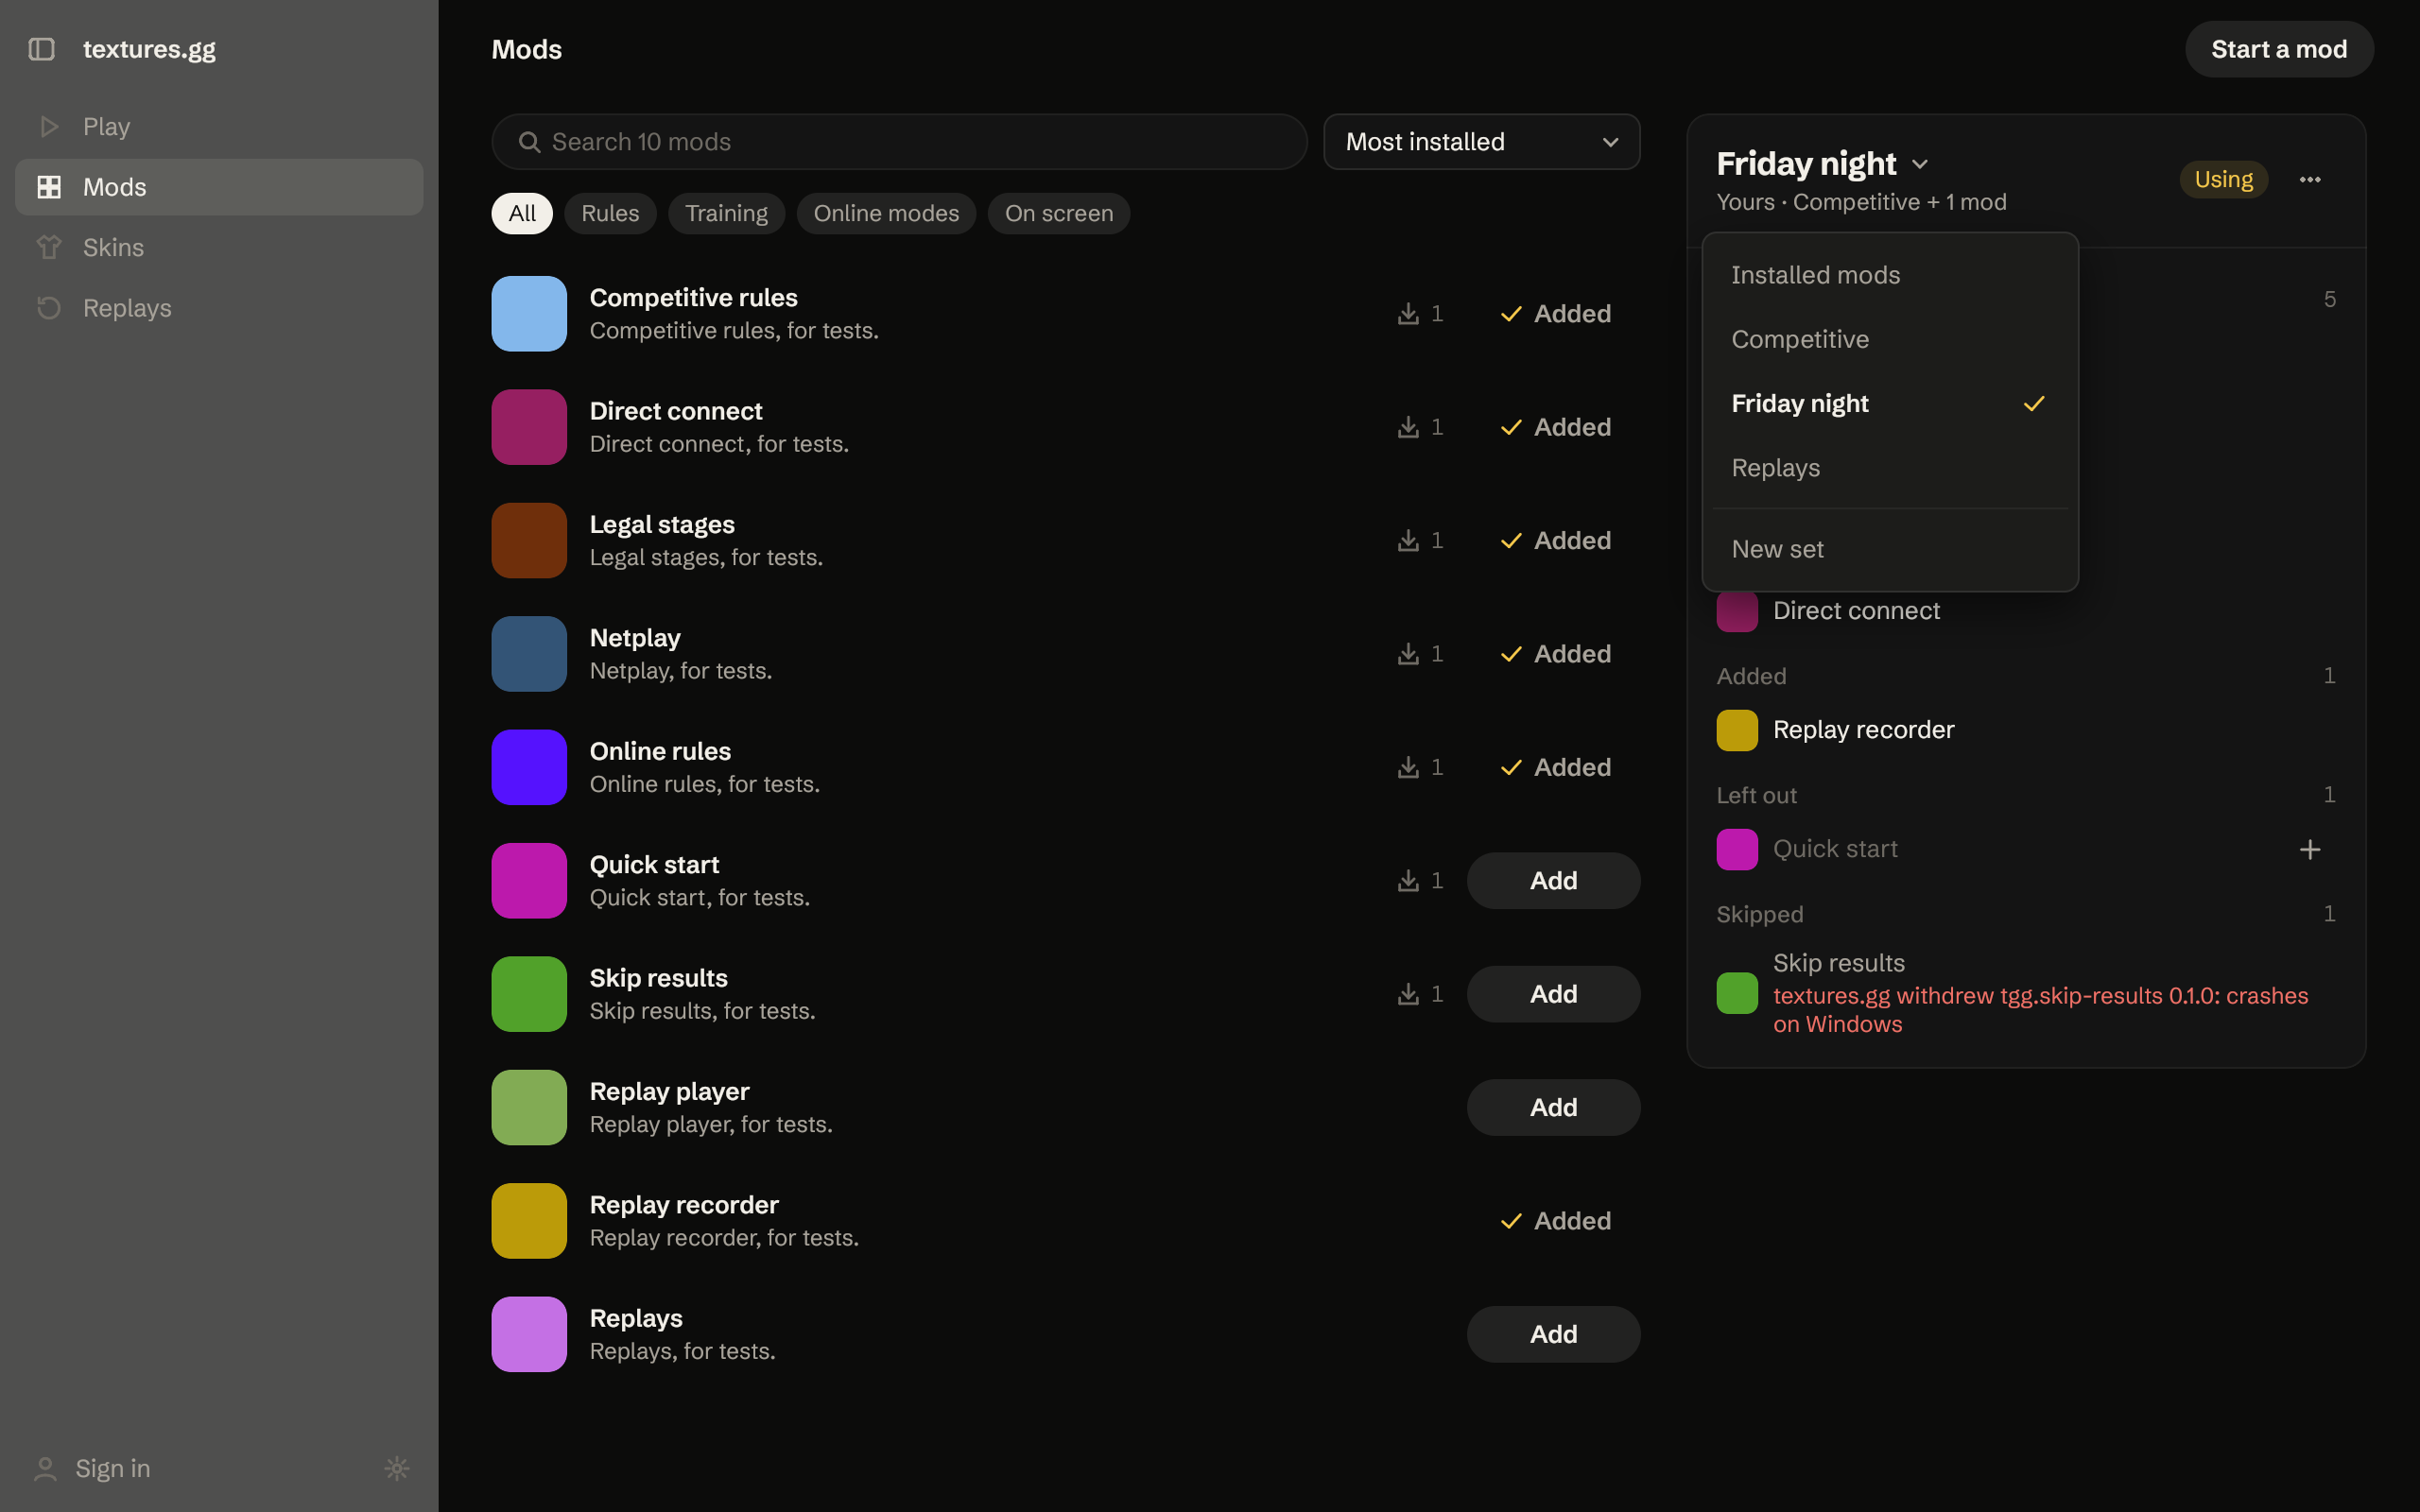 textures.gg
Play
Mods
Skins
Replays
Sign in
Mods
Start a mod
Search 10 mods
Most installed
All
Rules
Training
Online modes
On screen
Competitive rules
Competitive rules, for tests.
1
Added
Direct connect
Direct connect, for tests.
1
Added
Legal stages
Legal stages, for tests.
1
Added
Netplay
Netplay, for tests.
1
Added
Online rules
Online rules, for tests.
1
Added
Quick start
Quick start, for tests.
1
Add
Skip results
Skip results, for tests.
1
Add
Replay player
Replay player, for tests.
Add
Replay recorder
Replay recorder, for tests.
Added
Replays
Replays, for tests.
Add
Friday night
Yours · Competitive + 1 mod
Using
Installed mods
Competitive
Friday night
Replays
New set
5
Direct connect
Added
1
Replay recorder
Left out
1
Quick start
Skipped
1
Skip results
textures.gg withdrew tgg.skip-results 0.1.0: crashes
on Windows